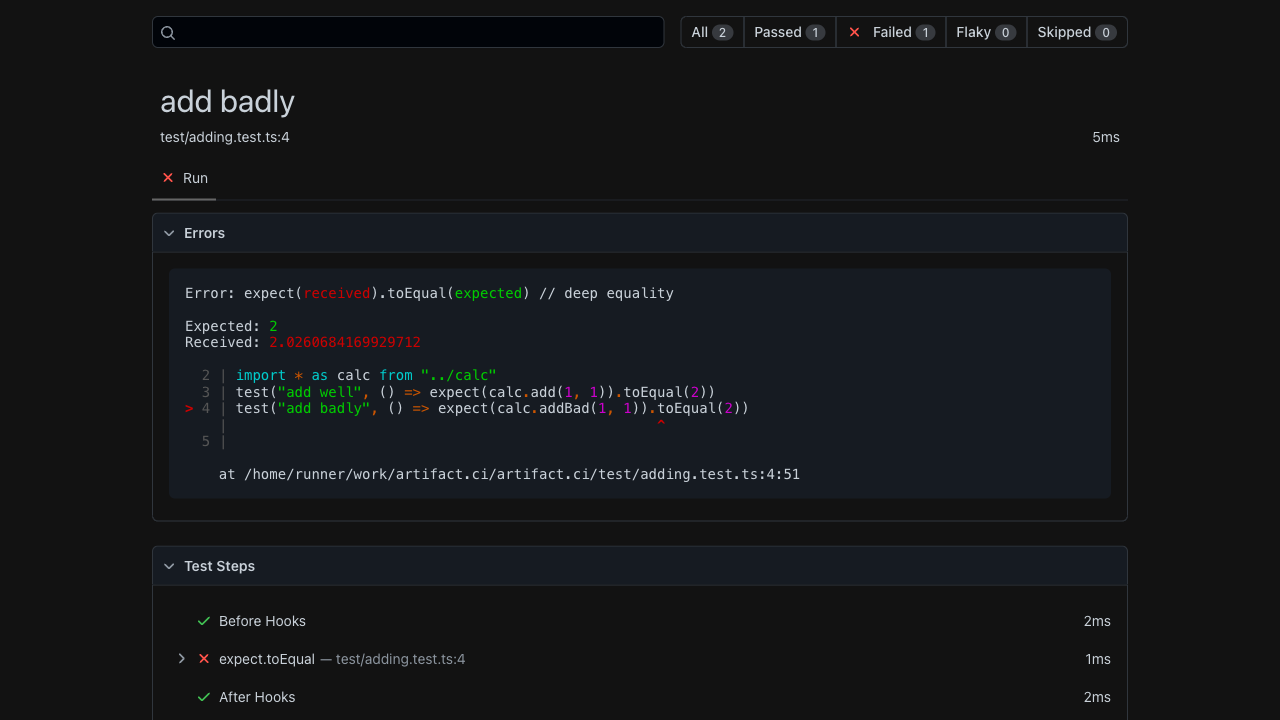 All 2 Passed 1 Failed 1 Flaky 0 Skipped 0
add badly
test/adding.test.ts:4 5ms
Run
Errors
Error: expect(received).toEqual(expected) // deep equality
Expected: 2
Received: 2.0260684169929712
2 | import * as calc from "../calc"
3 | test("add well", () => expect(calc.add(1, 1)).toEqual(2))
> 4 | test("add badly", () => expect(calc.addBad(1, 1)).toEqual(2))
| ^
5 |
at /home/runner/work/artifact.ci/artifact.ci/test/adding.test.ts:4:51
Test Steps
Before Hooks 2ms
expect.toEqual — test/adding.test.ts:4 1ms
After Hooks 2ms